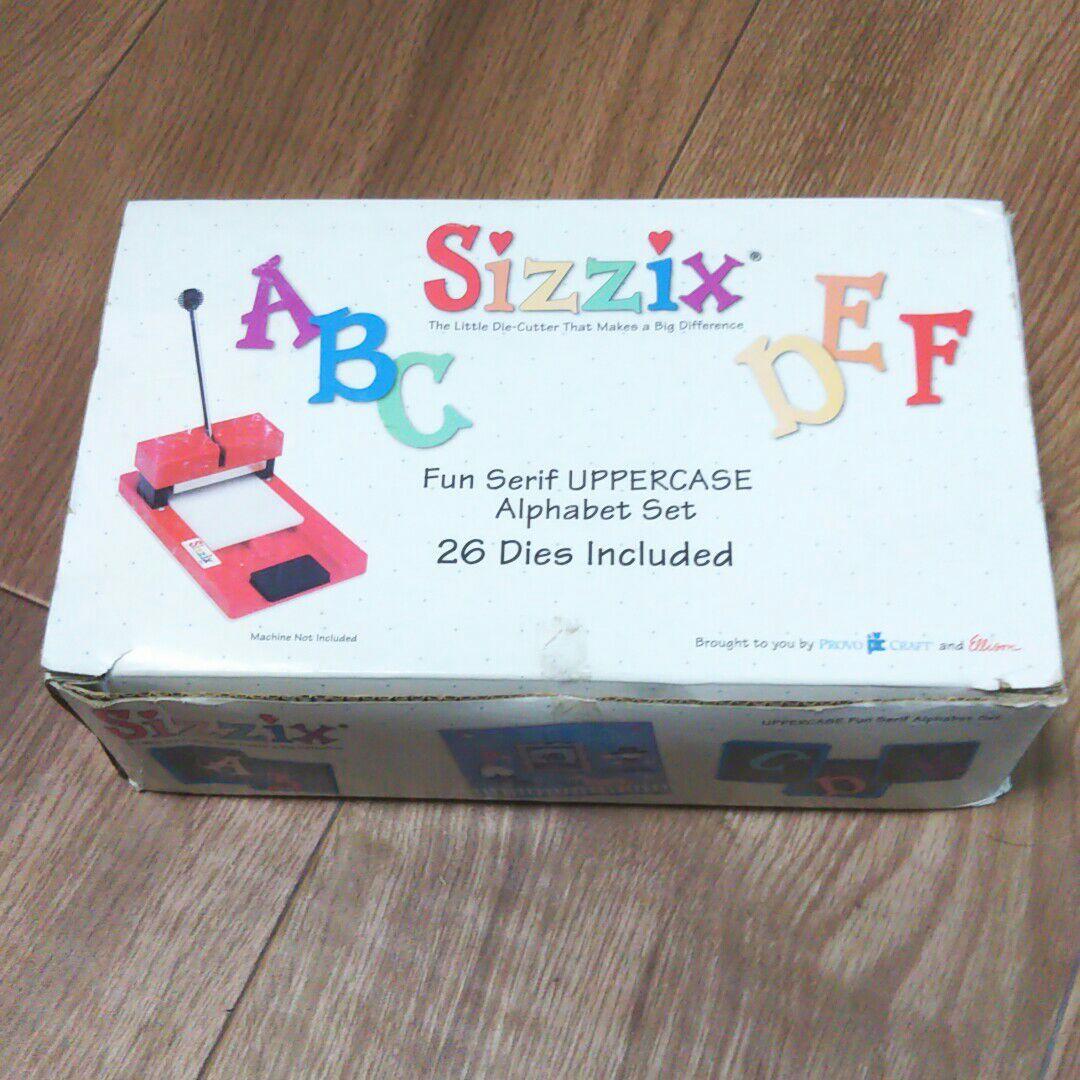 Sizzix®
The Little Die-Cutter That Makes a Big Difference
A B C
D E F
Fun Serif UPPERCASE
Alphabet Set
26 Dies Included
Sizzix
Machine Not Included
Brought to you by PROVO CRAFT and Ellison
Sizzix®
UPPERCASE Fun Serif Alphabet Set
A
C D